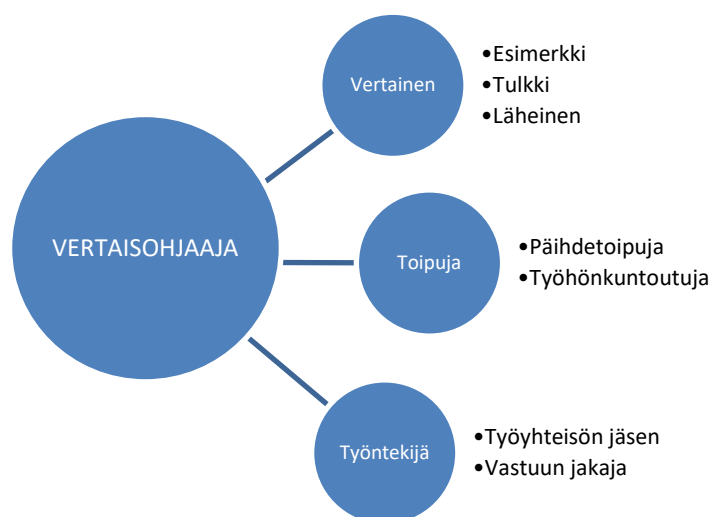 VERTAISOHJAAJA
Vertainen
•Esimerkki
•Tulkki
•Läheinen
Toipuja
•Päihdetoipuja
•Työhönkuntoutuja
Työntekijä
•Työyhteisön jäsen
•Vastuun jakaja